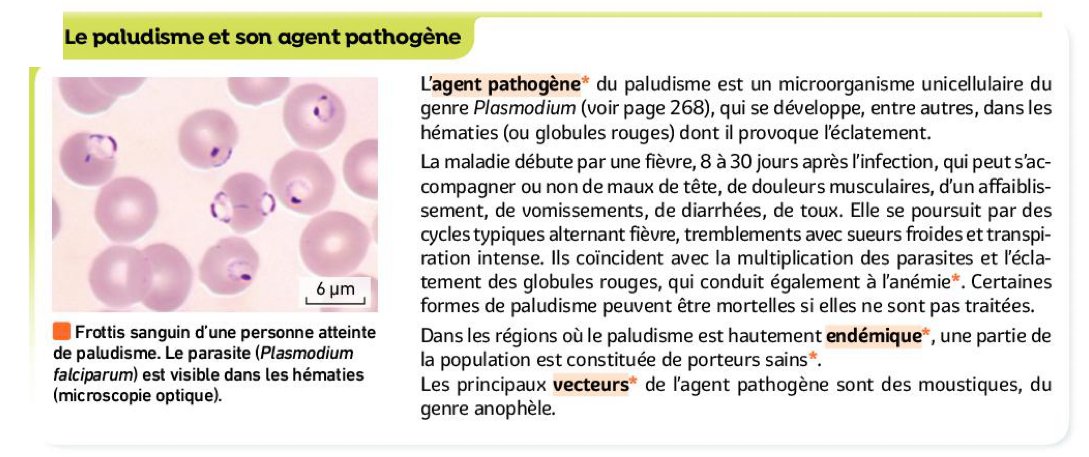 Le paludisme et son agent pathogène
6 µm
Frottis sanguin d'une personne atteinte
de paludisme. Le parasite (Plasmodium
falciparum) est visible dans les hématies
(microscopie optique).
L'agent pathogène* du paludisme est un microorganisme unicellulaire du
genre Plasmodium (voir page 268), qui se développe, entre autres, dans les
hématies (ou globules rouges) dont il provoque l'éclatement.
La maladie débute par une fièvre, 8 à 30 jours après l'infection, qui peut s'ac-
compagner ou non de maux de tête, de douleurs musculaires, d'un affaiblis-
sement, de vomissements, de diarrhées, de toux. Elle se poursuit par des
cycles typiques alternant fièvre, tremblements avec sueurs froides et transpi-
ration intense. Ils coïncident avec la multiplication des parasites et l'écla-
tement des globules rouges, qui conduit également à l'anémie*. Certaines
formes de paludisme peuvent être mortelles si elles ne sont pas traitées.
Dans les régions où le paludisme est hautement endémique*, une partie de
la population est constituée de porteurs sains*.
Les principaux vecteurs* de l'agent pathogène sont des moustiques, du
genre anophèle.